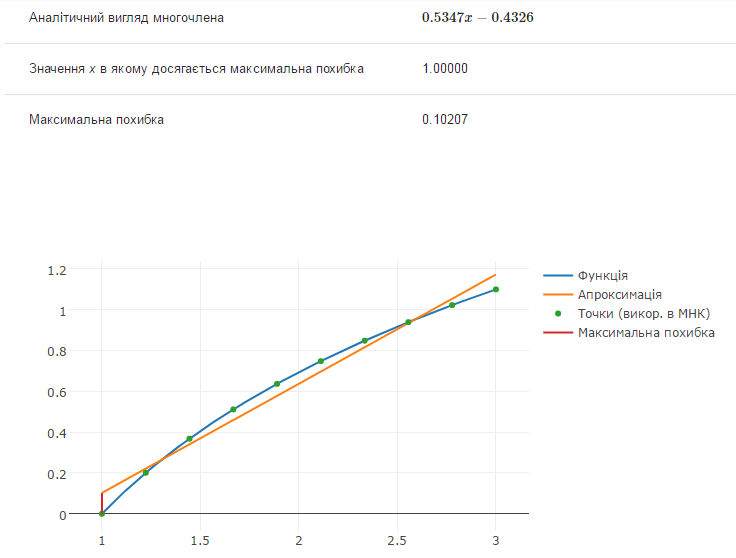 Аналітичний вигляд многочлена 0.5347x − 0.4326
Значення x в якому досягається максимальна похибка 1.00000
Максимальна похибка 0.10207
1.2
1
0.8
0.6
0.4
0.2
0
1 1.5 2 2.5 3
Функція
Апроксимація
Точки (викор. в МНК)
Максимальна похибка